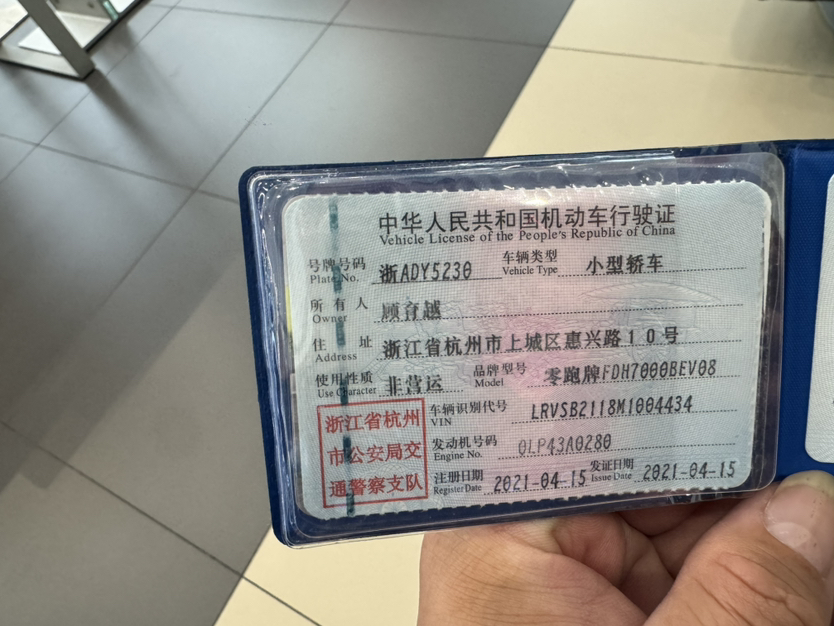 中华人民共和国机动车行驶证
Vehicle License of the People's Republic of China
号牌号码 浙ADY5230 车辆类型 小型轿车
Plate No. Vehicle Type
所有人 顾育越
Owner
住址 浙江省杭州市上城区惠兴路10号
Address
使用性质 非营运 品牌型号 零跑牌FDH7000BEV08
Use Character Model
浙江省杭州
市公安局交
通警察支队
车辆识别代号 LRVSB2118M1004434
VIN
发动机号码 0LP43A0280
Engine No.
注册日期 2021-04-15 发证日期 2021-04-15
Register Date Issue Date